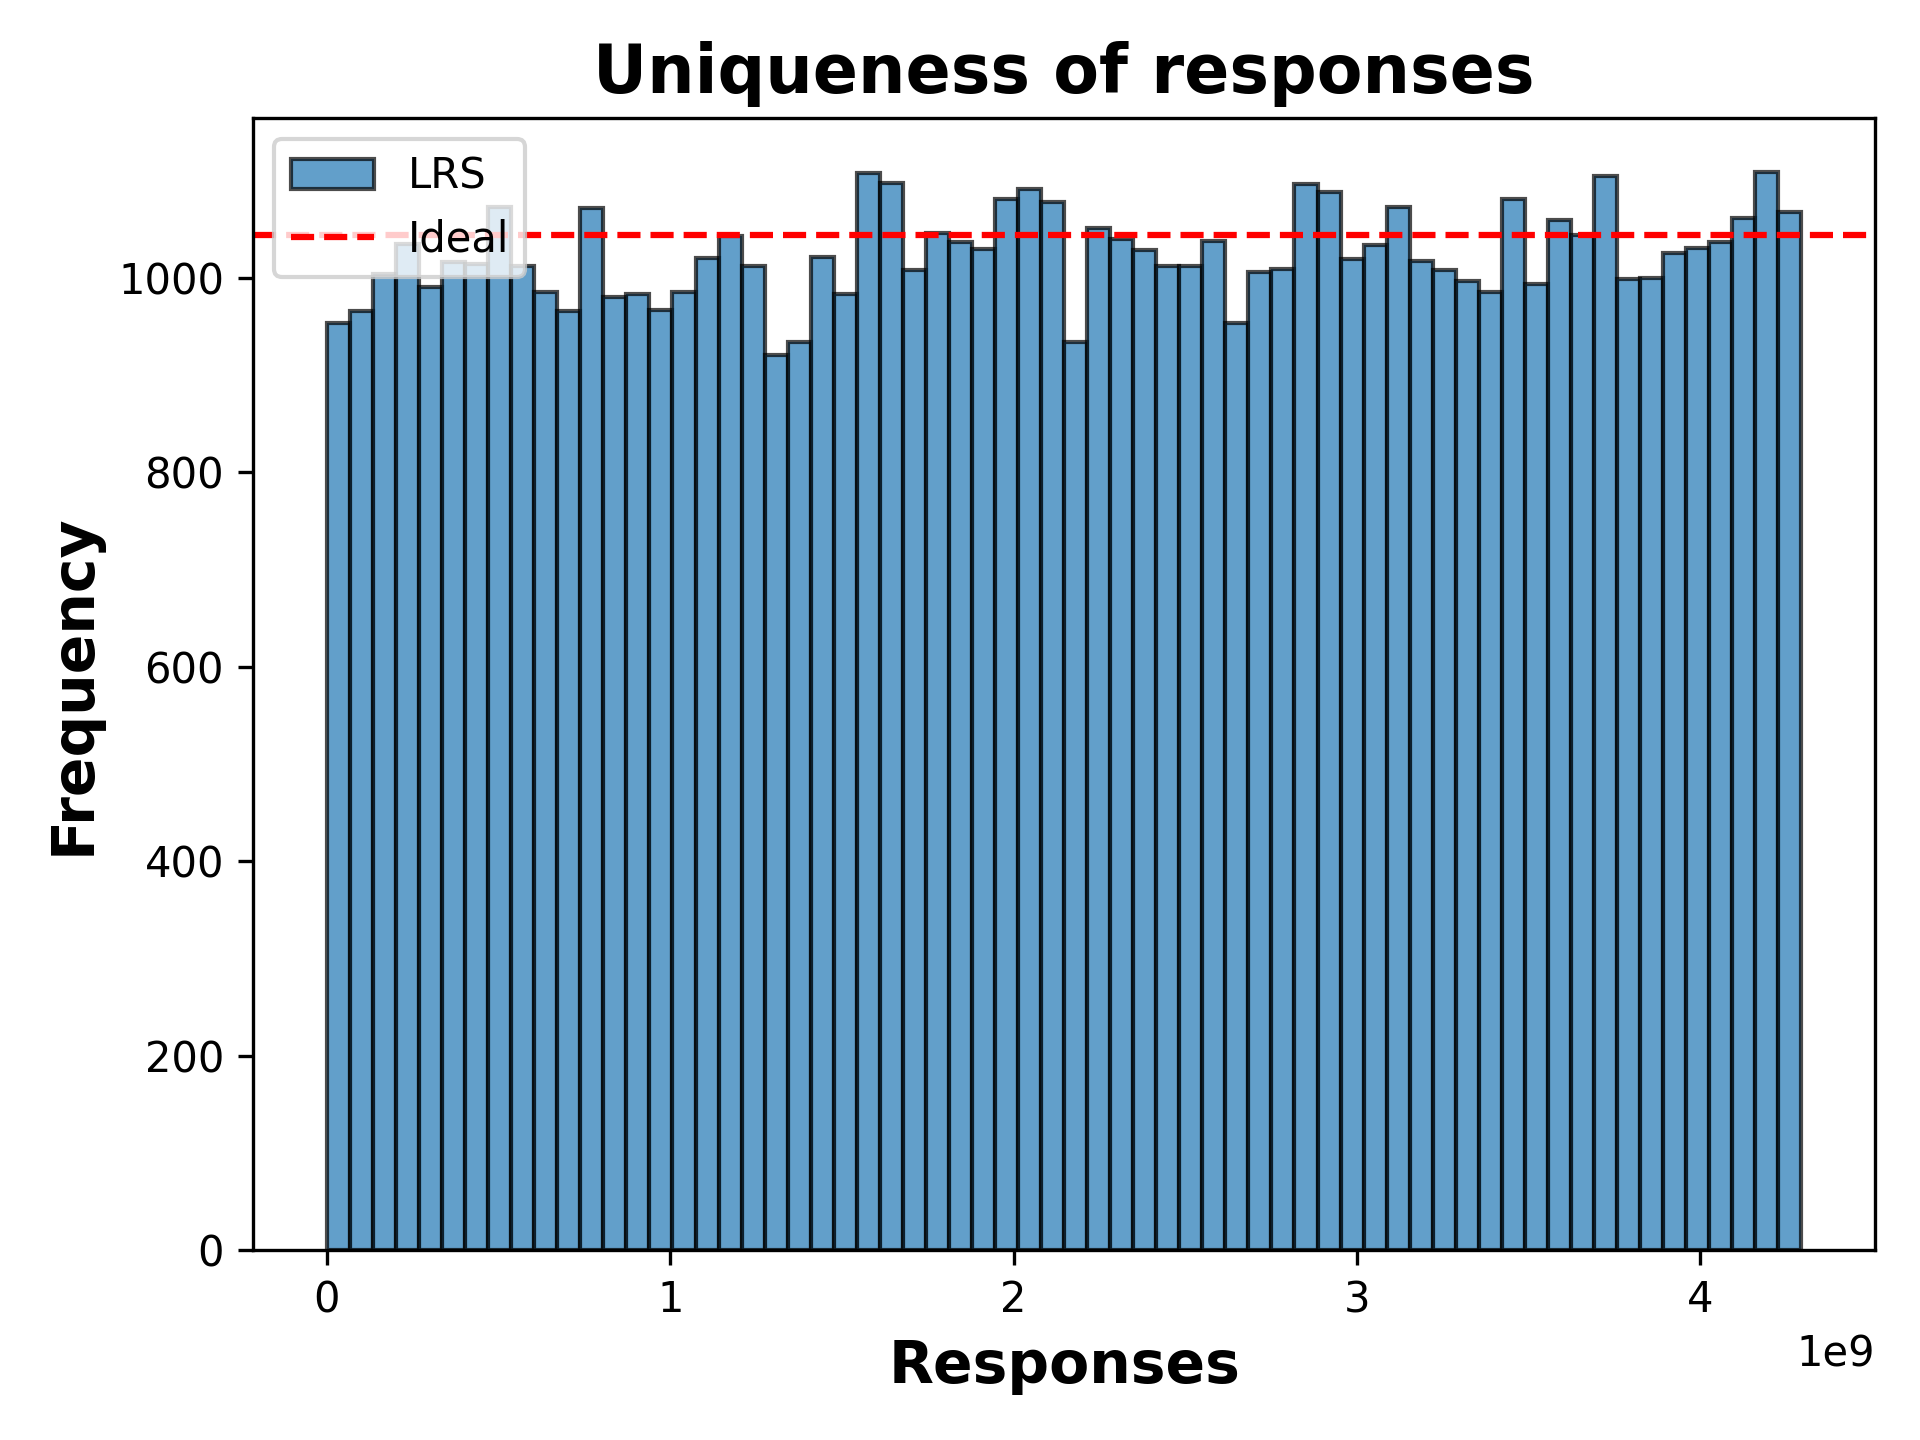 Uniqueness of responses
LRS
Ideal
1000
800
600
400
200
0
Frequency
0 1 2 3 4
1e9
Responses